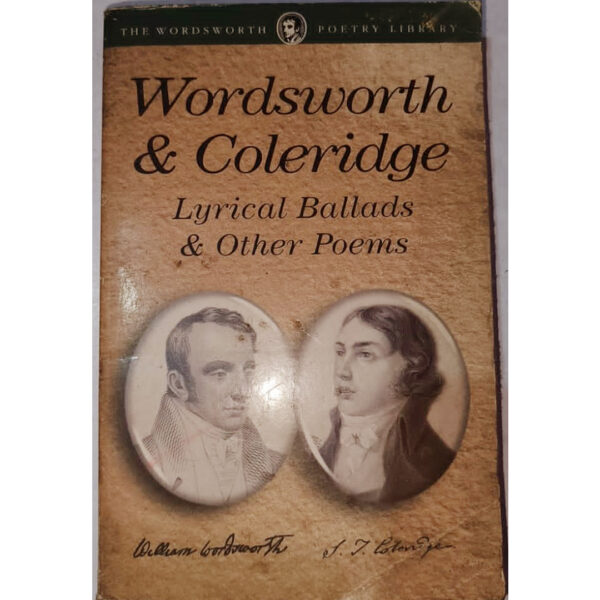 THE WORDSWORTH POETRY LIBRARY
Wordsworth
& Coleridge
Lyrical Ballads
& Other Poems
William Wordsworth S. T. Coleridge